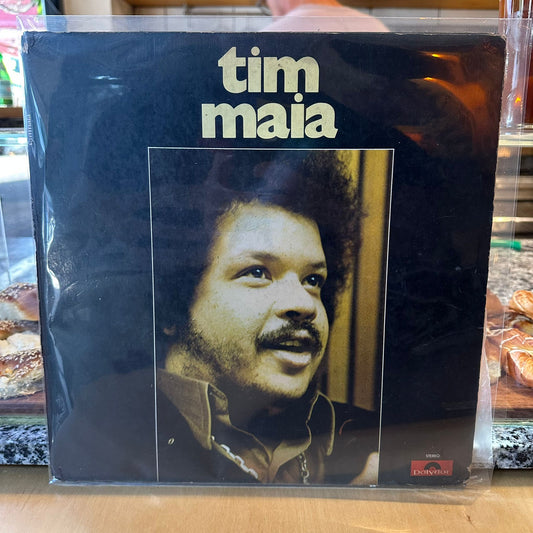 tim
maia
STEREO
Polydor